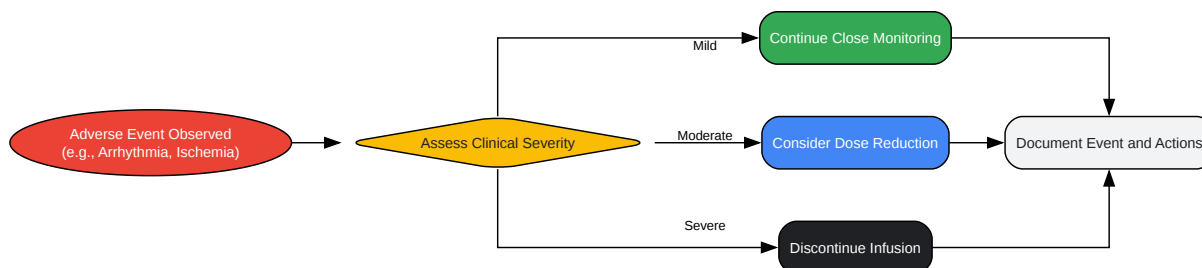 Adverse Event Observed
(e.g., Arrhythmia, Ischemia)
Assess Clinical Severity
Mild
Continue Close Monitoring
Moderate
Consider Dose Reduction
Severe
Discontinue Infusion
Document Event and Actions